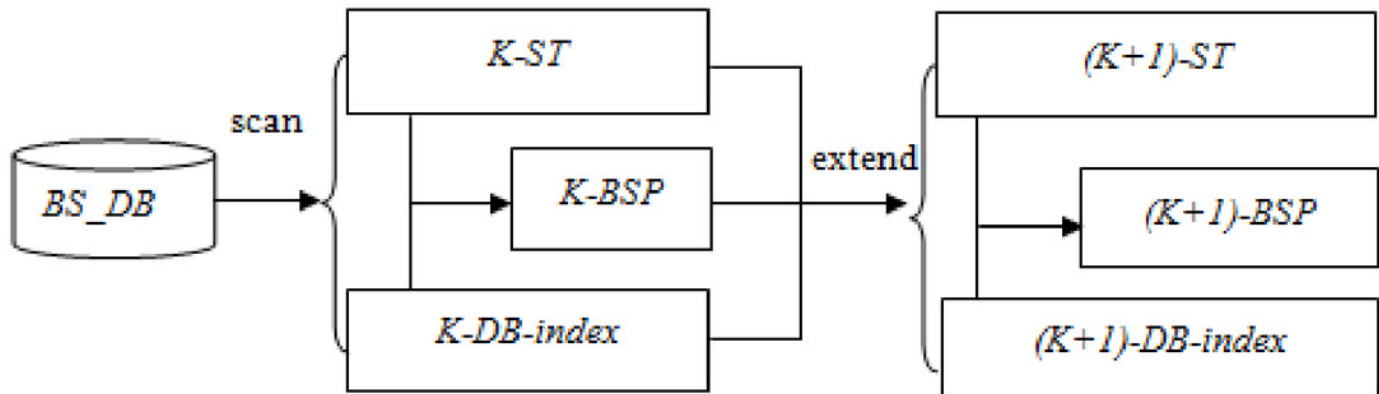 K-ST
(K+1)-ST
scan
extend
BS_DB
K-BSP
(K+1)-BSP
K-DB-index
(K+1)-DB-index